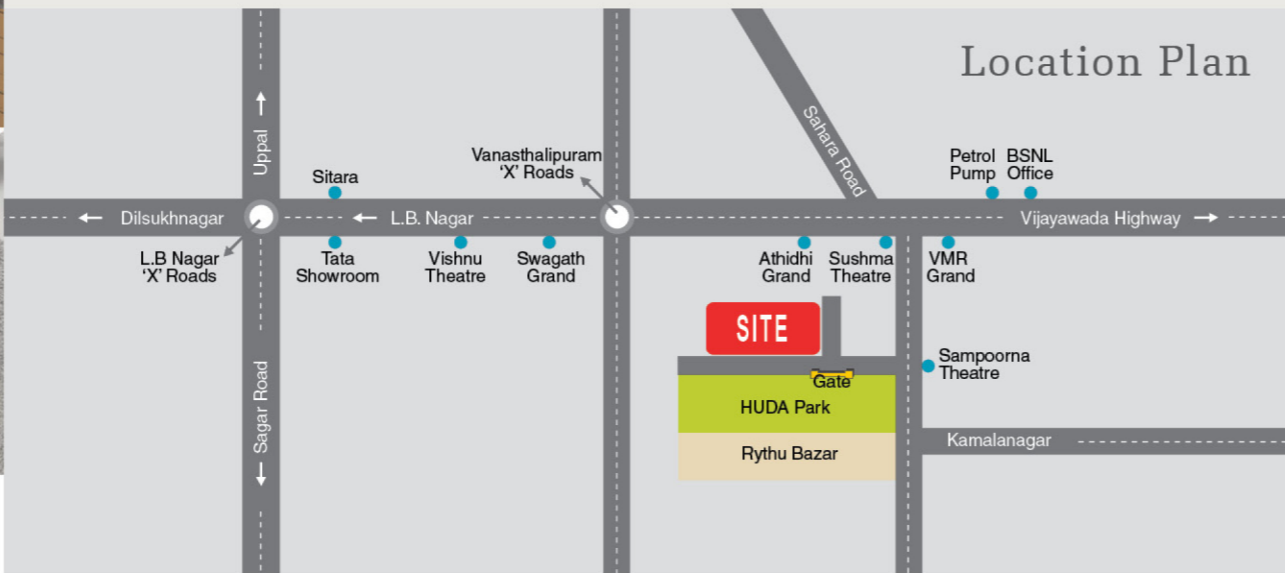 Location Plan
Uppal
Sahara Road
Vanasthalipuram
‘X’ Roads
Petrol
Pump
BSNL
Office
Sitara
Dilsukhnagar
L.B. Nagar
Vijayawada Highway
L.B Nagar
‘X’ Roads
Tata
Showroom
Vishnu
Theatre
Swagath
Grand
Athidhi
Grand
Sushma
Theatre
VMR
Grand
SITE
Sampoorna
Theatre
Gate
Sagar Road
HUDA Park
Kamalanagar
Rythu Bazar